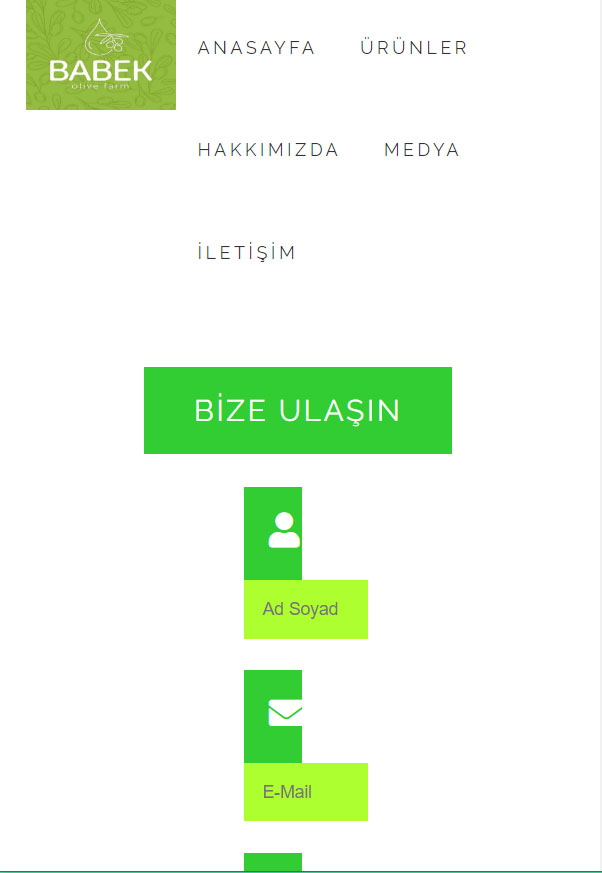 BABEK
olive farm
ANASAYFA ÜRÜNLER
HAKKIMIZDA MEDYA
İLETİŞİM
BİZE ULAŞIN
Ad Soyad
E-Mail